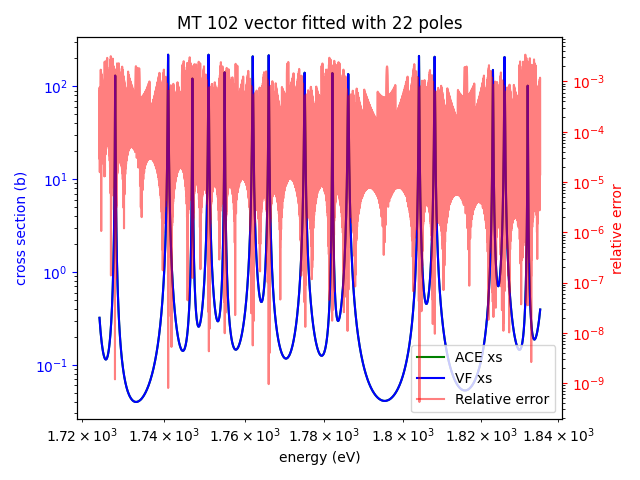 MT 102 vector fitted with 22 poles
cross section (b)
10²
10¹
10⁰
10⁻¹
10⁻³
10⁻⁴
10⁻⁵
10⁻⁶
10⁻⁷
10⁻⁸
10⁻⁹
relative error
ACE xs
VF xs
Relative error
1.72 × 10³ 1.74 × 10³ 1.76 × 10³ 1.78 × 10³ 1.8 × 10³ 1.82 × 10³ 1.84 × 10³
energy (eV)